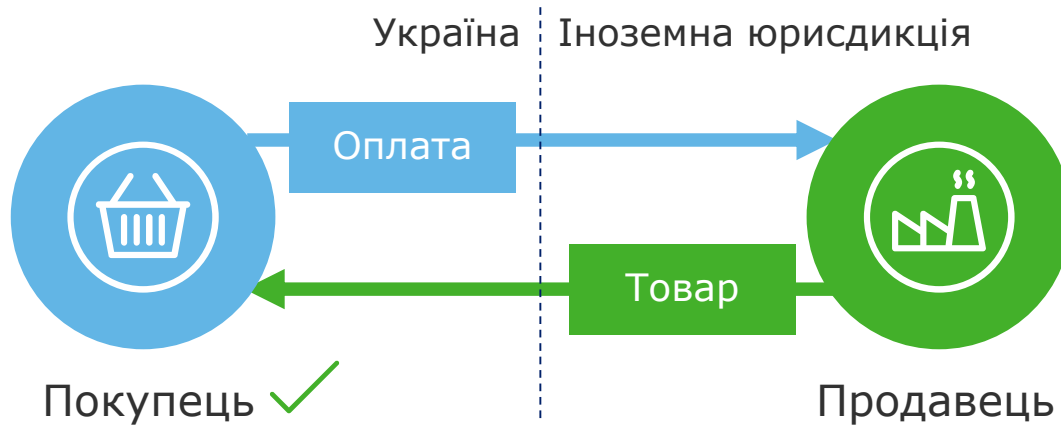 Україна
Іноземна юрисдикція
Оплата
Товар
Покупець
Продавець